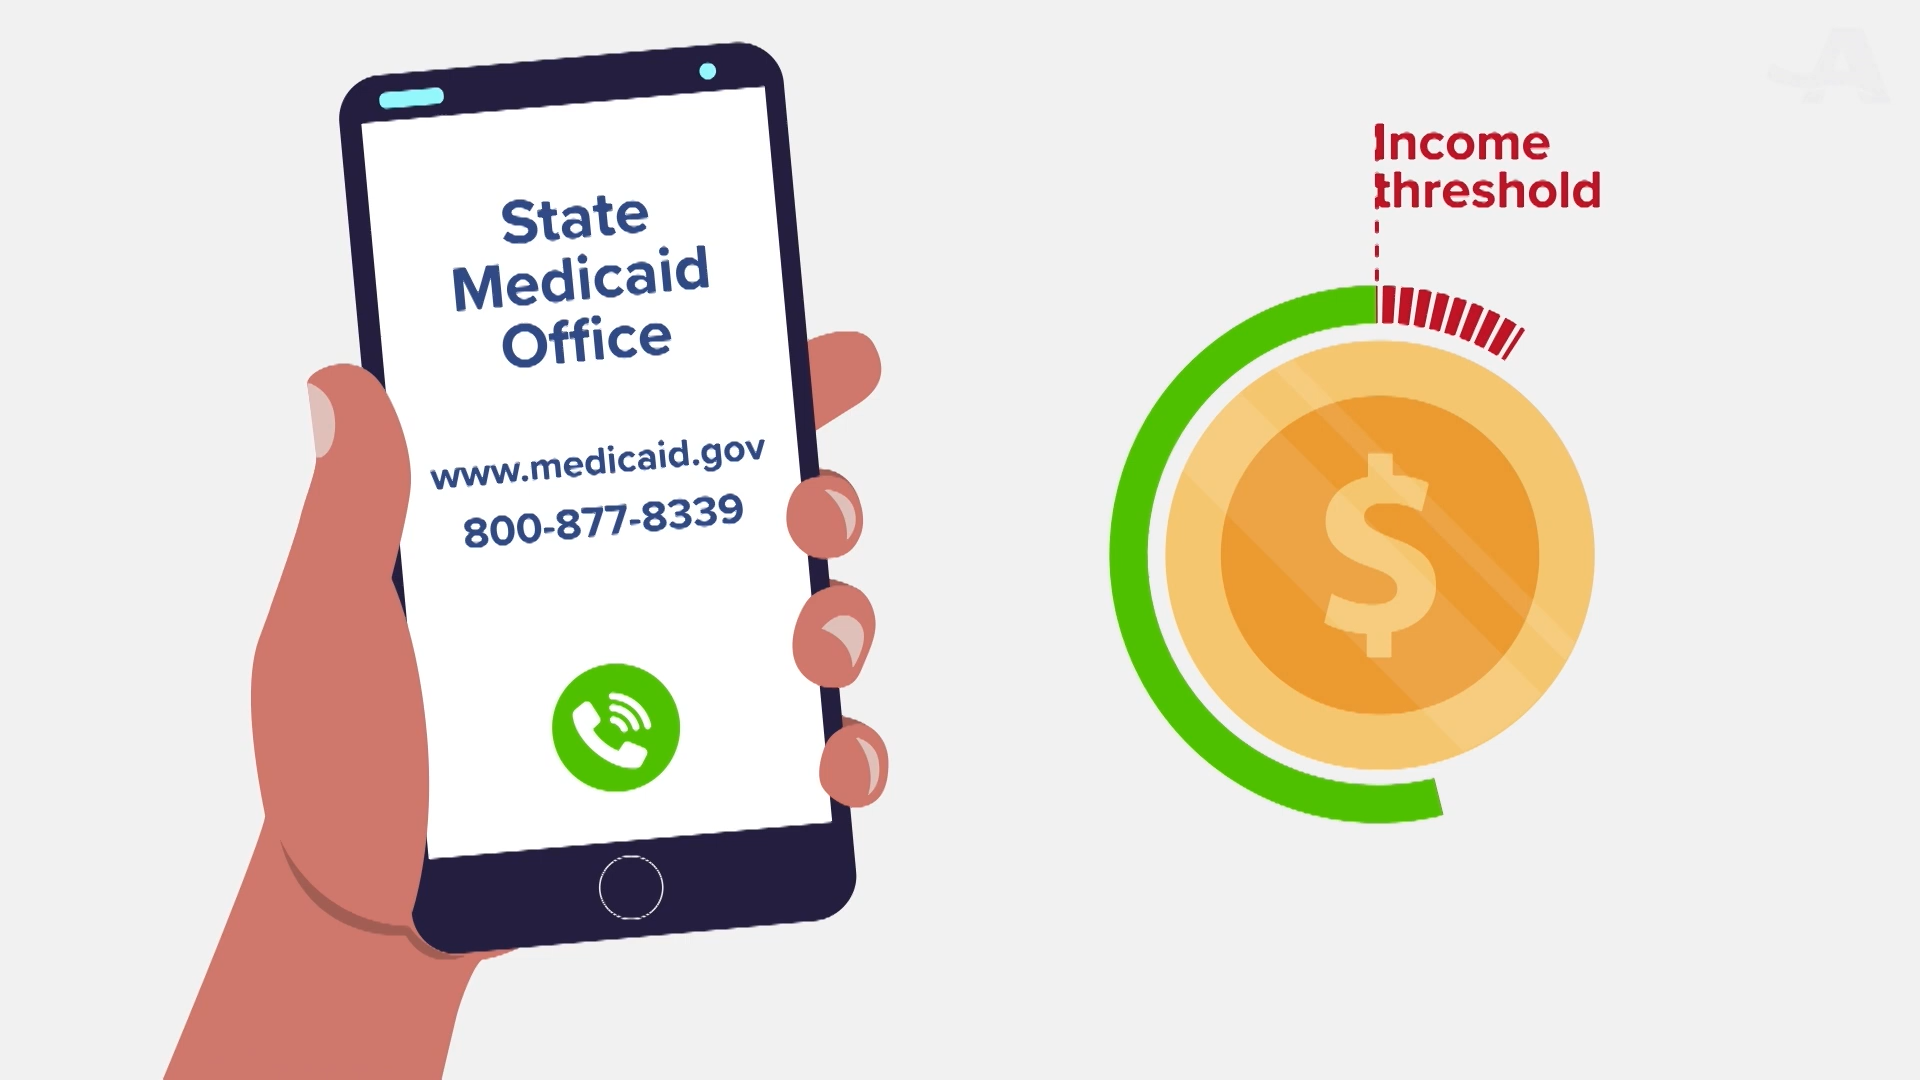 State
Medicaid
Office
www.medicaid.gov
800-877-8339
Income
threshold
$